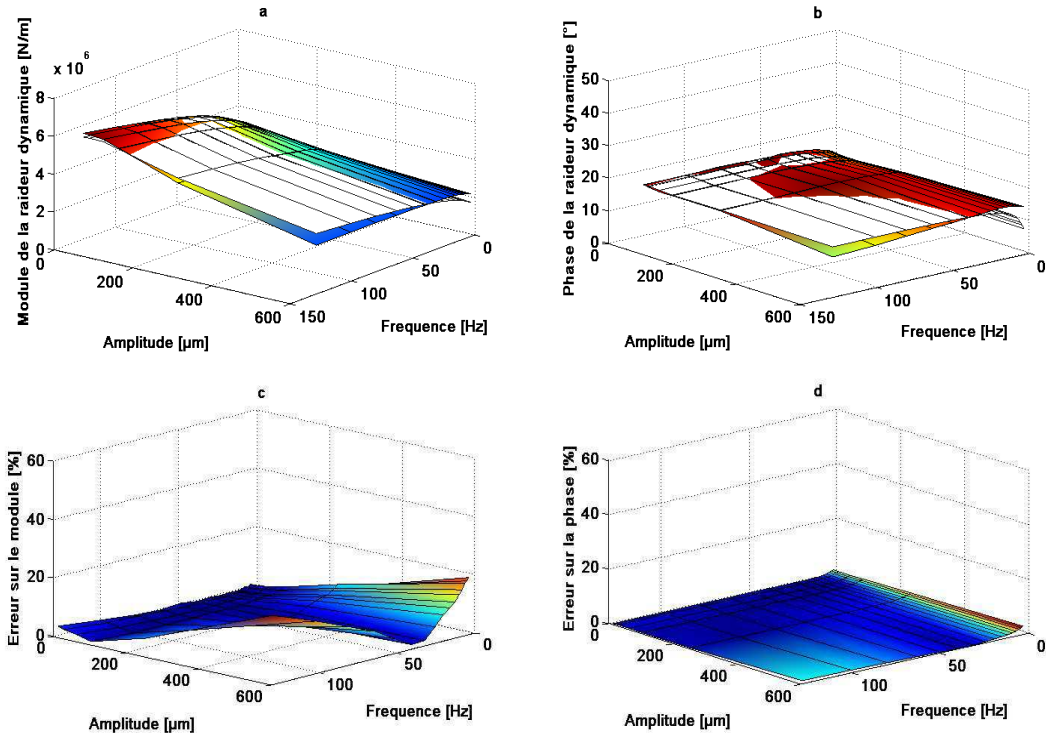 a
Module de la raideur dynamique [N/m]
x 10^6
8
6
4
2
0
0
200
400
600
Amplitude [µm]
150
100
50
0
Frequence [Hz]
b
Phase de la raideur dynamique [°]
50
40
30
20
10
0
0
200
400
600
Amplitude [µm]
150
100
50
0
Frequence [Hz]
c
Erreur sur le module [%]
60
40
20
0
0
200
400
600
Amplitude [µm]
100
50
0
Frequence [Hz]
d
Erreur sur la phase [%]
60
40
20
0
0
200
400
600
Amplitude [µm]
100
50
0
Frequence [Hz]